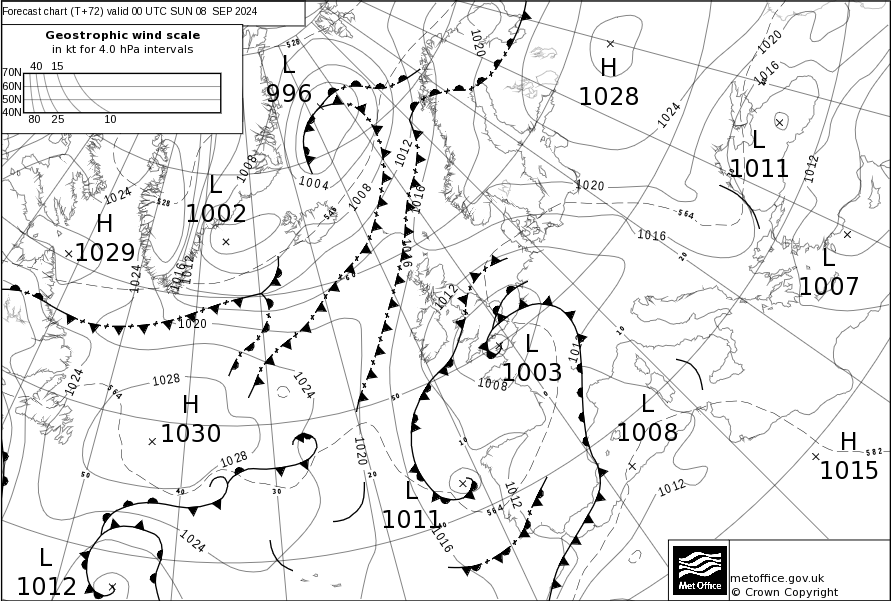 Forecast chart (T+72) valid 00 UTC SUN 08 SEP 2024
Geostrophic wind scale
in kt for 4.0 hPa intervals
40 15
70N
60N
50N
40N
80 25 10
528
L
996
1020
H
1028
1020
1016
1024
L
1011
1012
1012
1008
1004
L
1002
1024
528
H
1029
1008
546
1016
1020
564
1016
20
L
1007
1016
560
1024
1016
1012
1020
1012
L
1003
1012
10
1008
0
1024
564
1028
1024
H
1030
50
L
1008
H
1015
582
1028
1020
10
50
40
30
20
L
1011
1012
564
1012
1016
1024
L
1012
Met Office
metoffice.gov.uk
© Crown Copyright